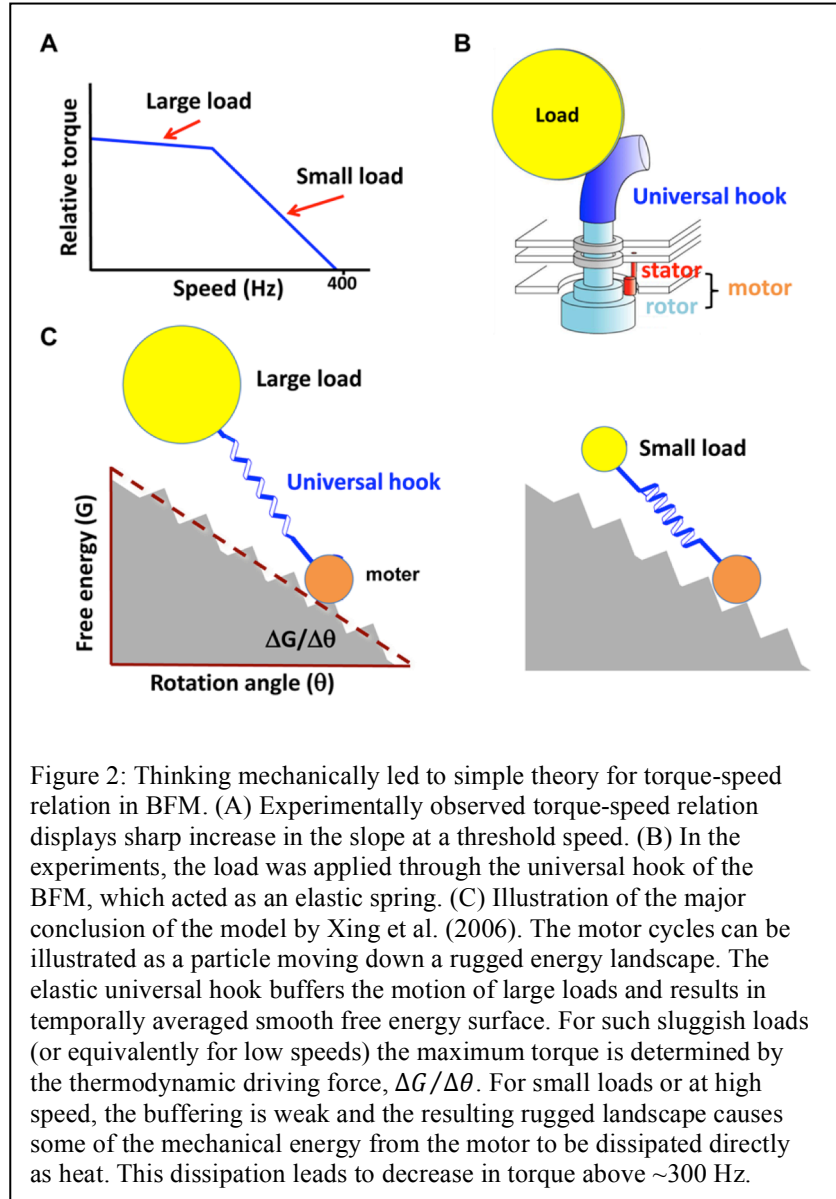 A
Large load
Small load
Relative torque
Speed (Hz)
400
B
Load
Universal hook
stator
rotor
motor
C
Large load
Universal hook
moter
Free energy (G)
ΔG/Δθ
Rotation angle (θ)
Small load
Figure 2: Thinking mechanically led to simple theory for torque-speed
relation in BFM. (A) Experimentally observed torque-speed relation
displays sharp increase in the slope at a threshold speed. (B) In the
experiments, the load was applied through the universal hook of the
BFM, which acted as an elastic spring. (C) Illustration of the major
conclusion of the model by Xing et al. (2006). The motor cycles can be
illustrated as a particle moving down a rugged energy landscape. The
elastic universal hook buffers the motion of large loads and results in
temporally averaged smooth free energy surface. For such sluggish loads
(or equivalently for low speeds) the maximum torque is determined by
the thermodynamic driving force, ΔG/Δθ. For small loads or at high
speed, the buffering is weak and the resulting rugged landscape causes
some of the mechanical energy from the motor to be dissipated directly
as heat. This dissipation leads to decrease in torque above ~300 Hz.